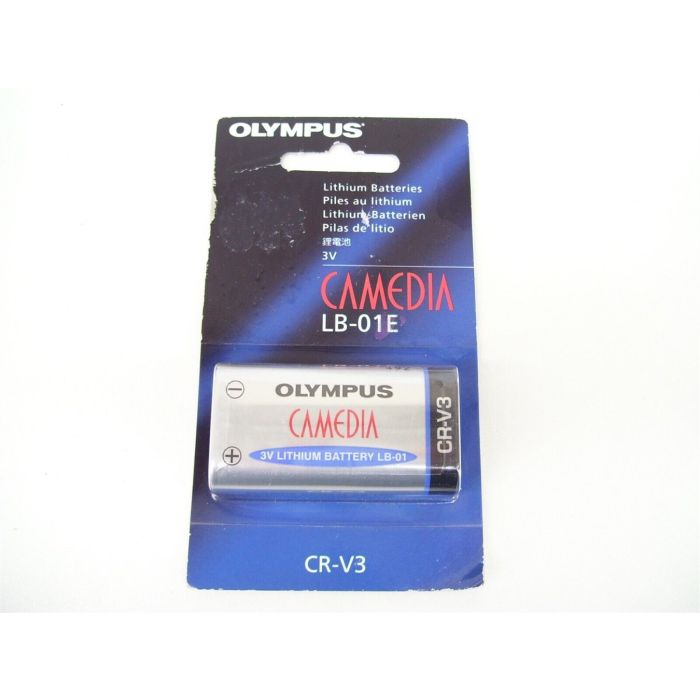 OLYMPUS
Lithium Batteries
Piles au lithium
Lithium-Batterien
Pilas de litio
鋰電池
3V
CAMEDIA
LB-01E
OLYMPUS
CAMEDIA
3V LITHIUM BATTERY LB-01
CR-V3
CR-V3